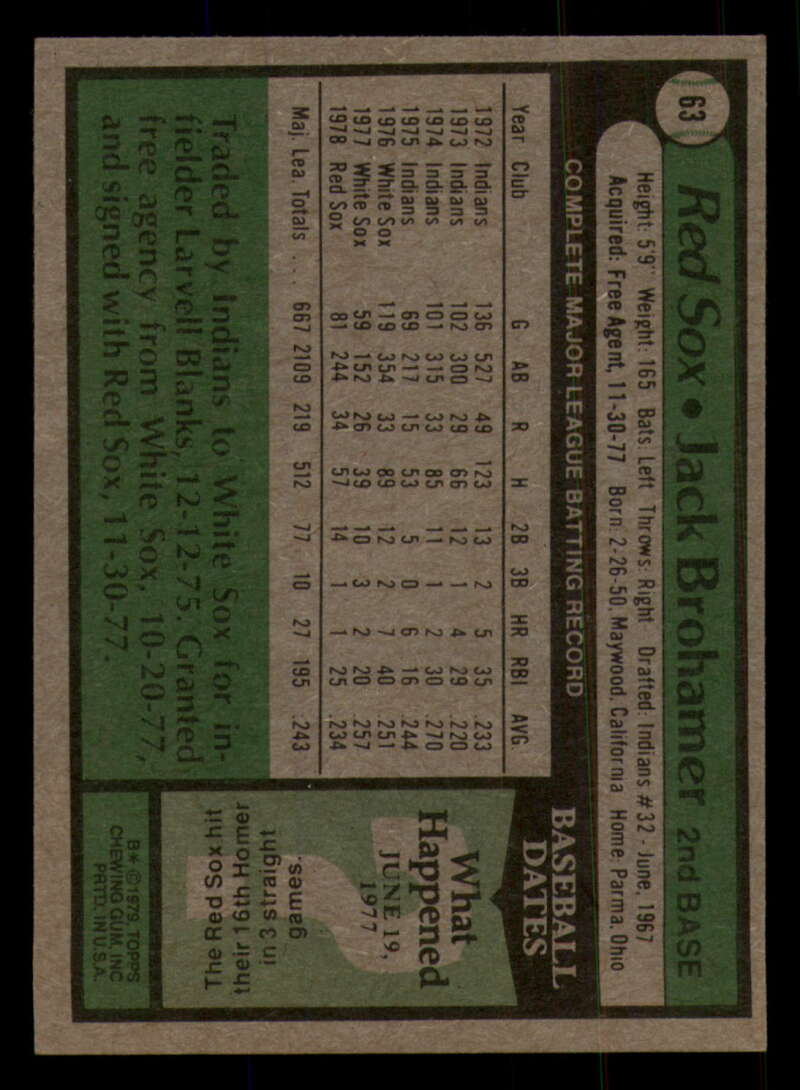 63
Red Sox • Jack Brohamer 2nd BASE
Height: 5'9" Weight: 165 Bats: Left Throws: Right Drafted: Indians #32 - June, 1967
Acquired: Free Agent, 11-30-77 Born: 2-26-50, Maywood, California Home: Parma, Ohio
COMPLETE MAJOR LEAGUE BATTING RECORD
Year Club G AB R H 2B 3B HR RBI AVG
1972 Indians 136 527 49 123 13 2 5 35 .233
1973 Indians 102 300 29 66 12 1 4 29 .220
1974 Indians 101 315 33 85 11 1 2 30 .270
1975 Indians 69 217 15 53 5 0 6 16 .244
1976 White Sox 119 354 33 89 12 2 7 40 .251
1977 White Sox 59 152 26 39 10 3 2 20 .257
1978 Red Sox 81 244 34 57 14 1 1 25 .234
Maj. Lea. Totals . . . 667 2109 219 512 77 10 27 195 .243
Traded by Indians to White Sox for in-
fielder Larvell Blanks, 12-12-75. Granted
free agency from White Sox, 10-20-77,
and signed with Red Sox, 11-30-77.
BASEBALL
DATES
What
Happened
JUNE 19,
1977
The Red Sox hit
their 16th Homer
in 3 straight
games.
B* ©1979 TOPPS
CHEWING GUM, INC
PRTD. IN U.S.A.